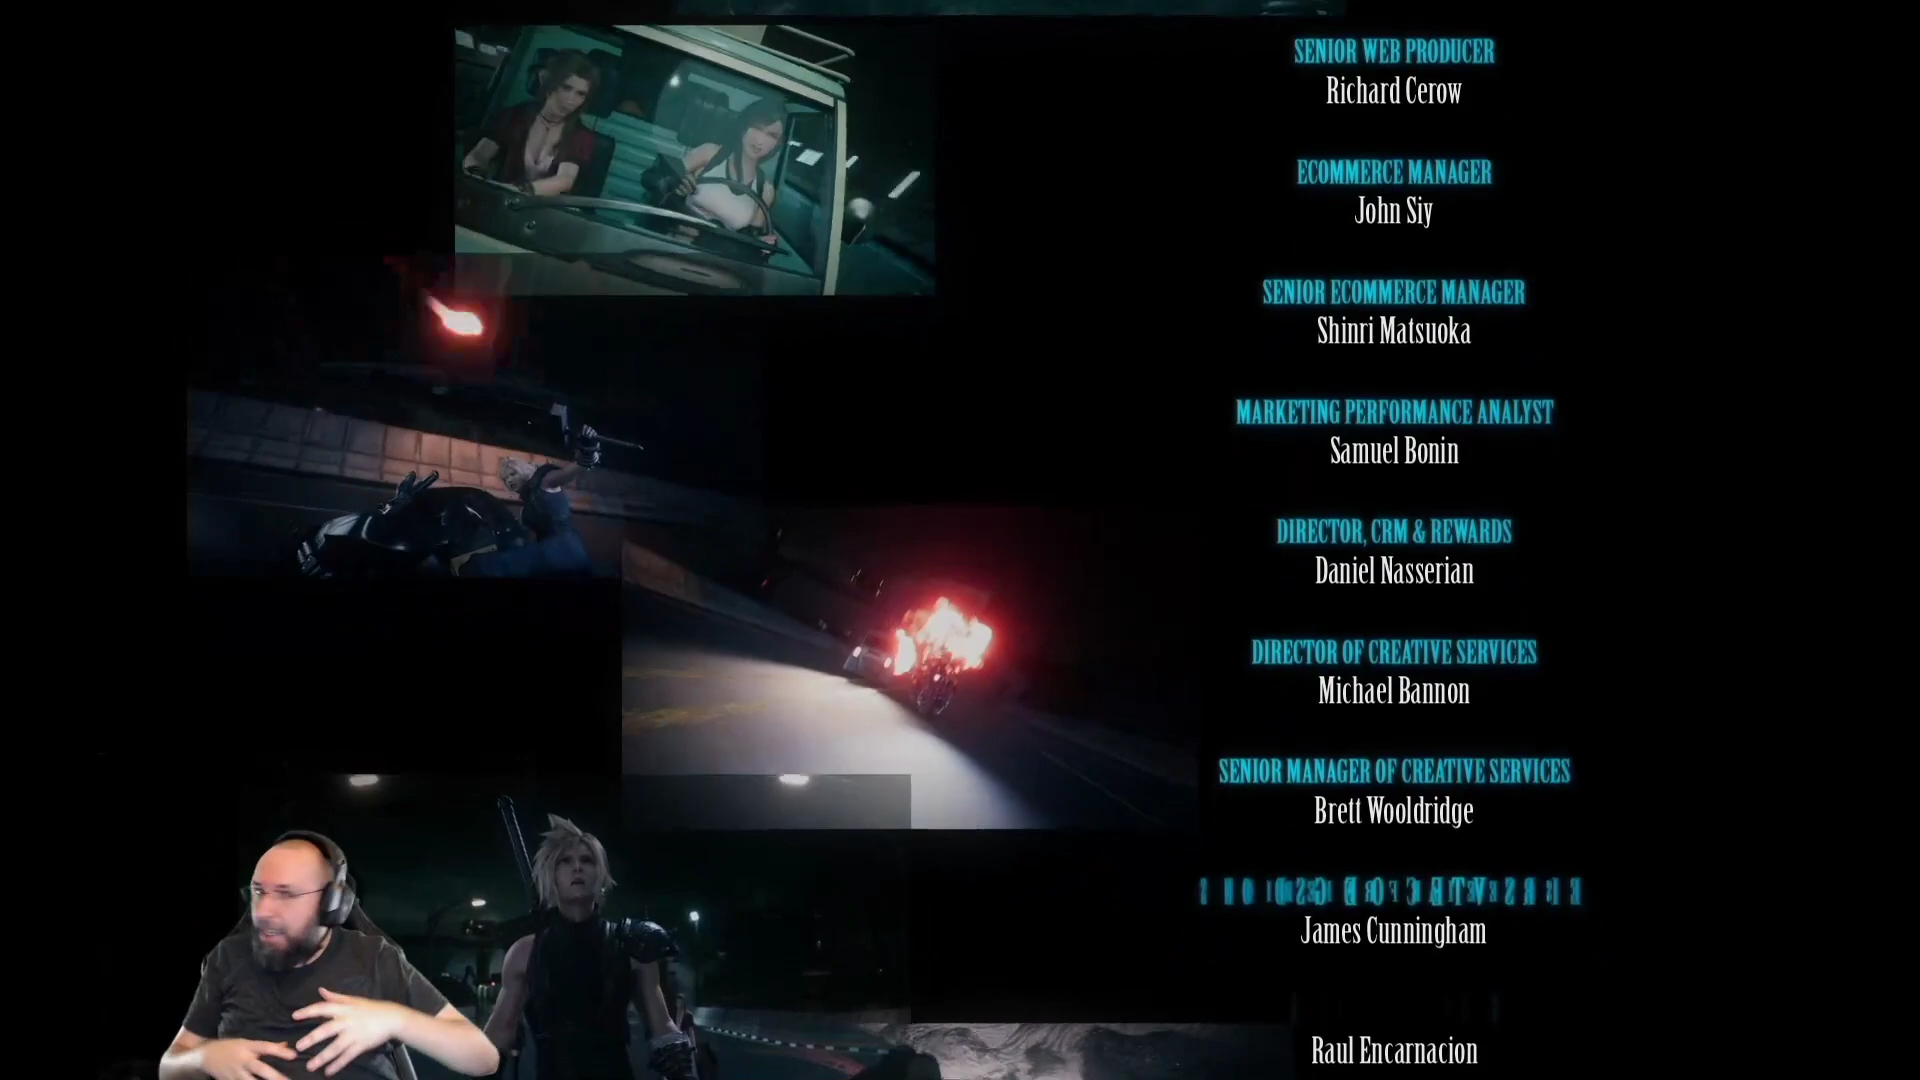 SENIOR WEB PRODUCER
Richard Cerow
ECOMMERCE MANAGER
John Siy
SENIOR ECOMMERCE MANAGER
Shinri Matsuoka
MARKETING PERFORMANCE ANALYST
Samuel Bonin
DIRECTOR, CRM & REWARDS
Daniel Nasserian
DIRECTOR OF CREATIVE SERVICES
Michael Bannon
SENIOR MANAGER OF CREATIVE SERVICES
Brett Wooldridge
James Cunningham
Raul Encarnacion